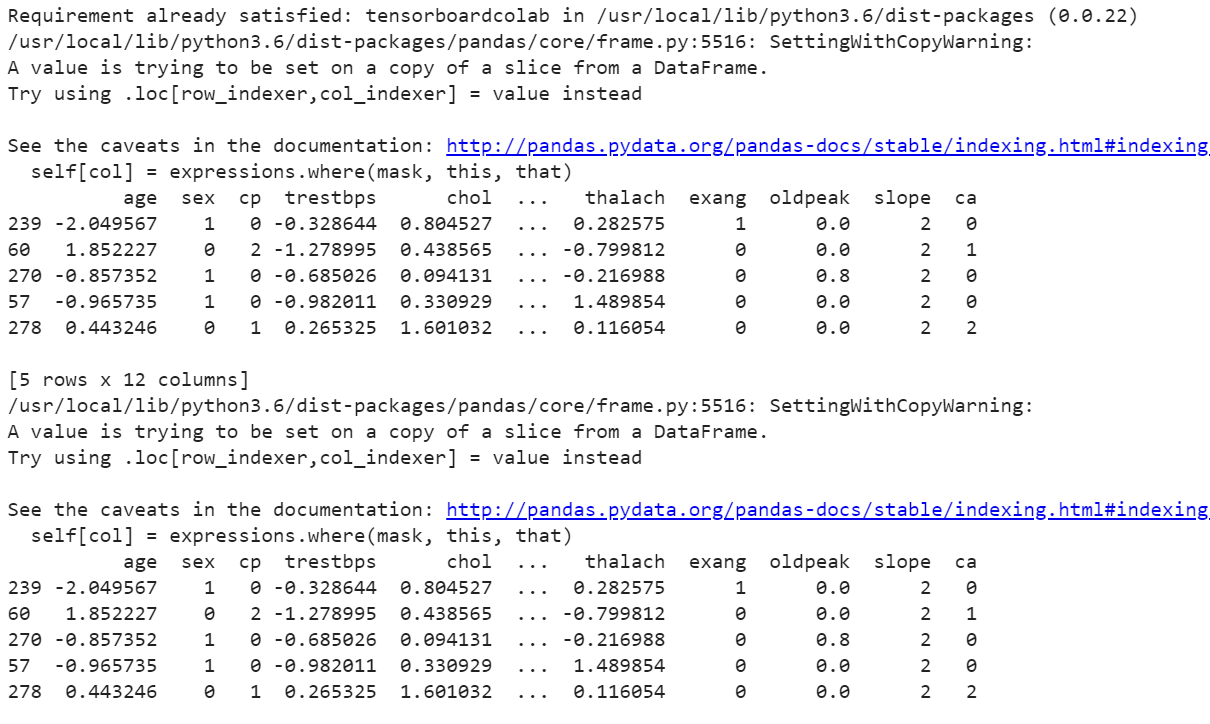 Requirement already satisfied: tensorboardcolab in /usr/local/lib/python3.6/dist-packages (0.0.22)
/usr/local/lib/python3.6/dist-packages/pandas/core/frame.py:5516: SettingWithCopyWarning:
A value is trying to be set on a copy of a slice from a DataFrame.
Try using .loc[row_indexer,col_indexer] = value instead

See the caveats in the documentation: http://pandas.pydata.org/pandas-docs/stable/indexing.html#indexing
  self[col] = expressions.where(mask, this, that)
          age  sex  cp  trestbps      chol  ...   thalach  exang  oldpeak  slope  ca
239 -2.049567    1   0 -0.328644  0.804527  ...  0.282575      1      0.0      2   0
60   1.852227    0   2 -1.278995  0.438565  ... -0.799812      0      0.0      2   1
270 -0.857352    1   0 -0.685026  0.094131  ... -0.216988      0      0.8      2   0
57  -0.965735    1   0 -0.982011  0.330929  ...  1.489854      0      0.0      2   0
278  0.443246    0   1  0.265325  1.601032  ...  0.116054      0      0.0      2   2

[5 rows x 12 columns]
/usr/local/lib/python3.6/dist-packages/pandas/core/frame.py:5516: SettingWithCopyWarning:
A value is trying to be set on a copy of a slice from a DataFrame.
Try using .loc[row_indexer,col_indexer] = value instead

See the caveats in the documentation: http://pandas.pydata.org/pandas-docs/stable/indexing.html#indexing
  self[col] = expressions.where(mask, this, that)
          age  sex  cp  trestbps      chol  ...   thalach  exang  oldpeak  slope  ca
239 -2.049567    1   0 -0.328644  0.804527  ...  0.282575      1      0.0      2   0
60   1.852227    0   2 -1.278995  0.438565  ... -0.799812      0      0.0      2   1
270 -0.857352    1   0 -0.685026  0.094131  ... -0.216988      0      0.8      2   0
57  -0.965735    1   0 -0.982011  0.330929  ...  1.489854      0      0.0      2   0
278  0.443246    0   1  0.265325  1.601032  ...  0.116054      0      0.0      2   2